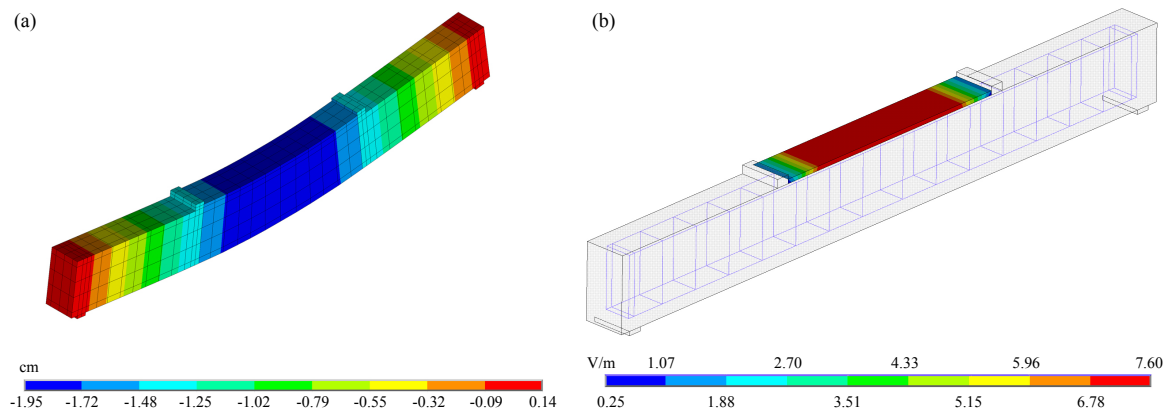 (a)
(b)
cm
-1.95 -1.72 -1.48 -1.25 -1.02 -0.79 -0.55 -0.32 -0.09 0.14
V/m 1.07 2.70 4.33 5.96 7.60
0.25 1.88 3.51 5.15 6.78